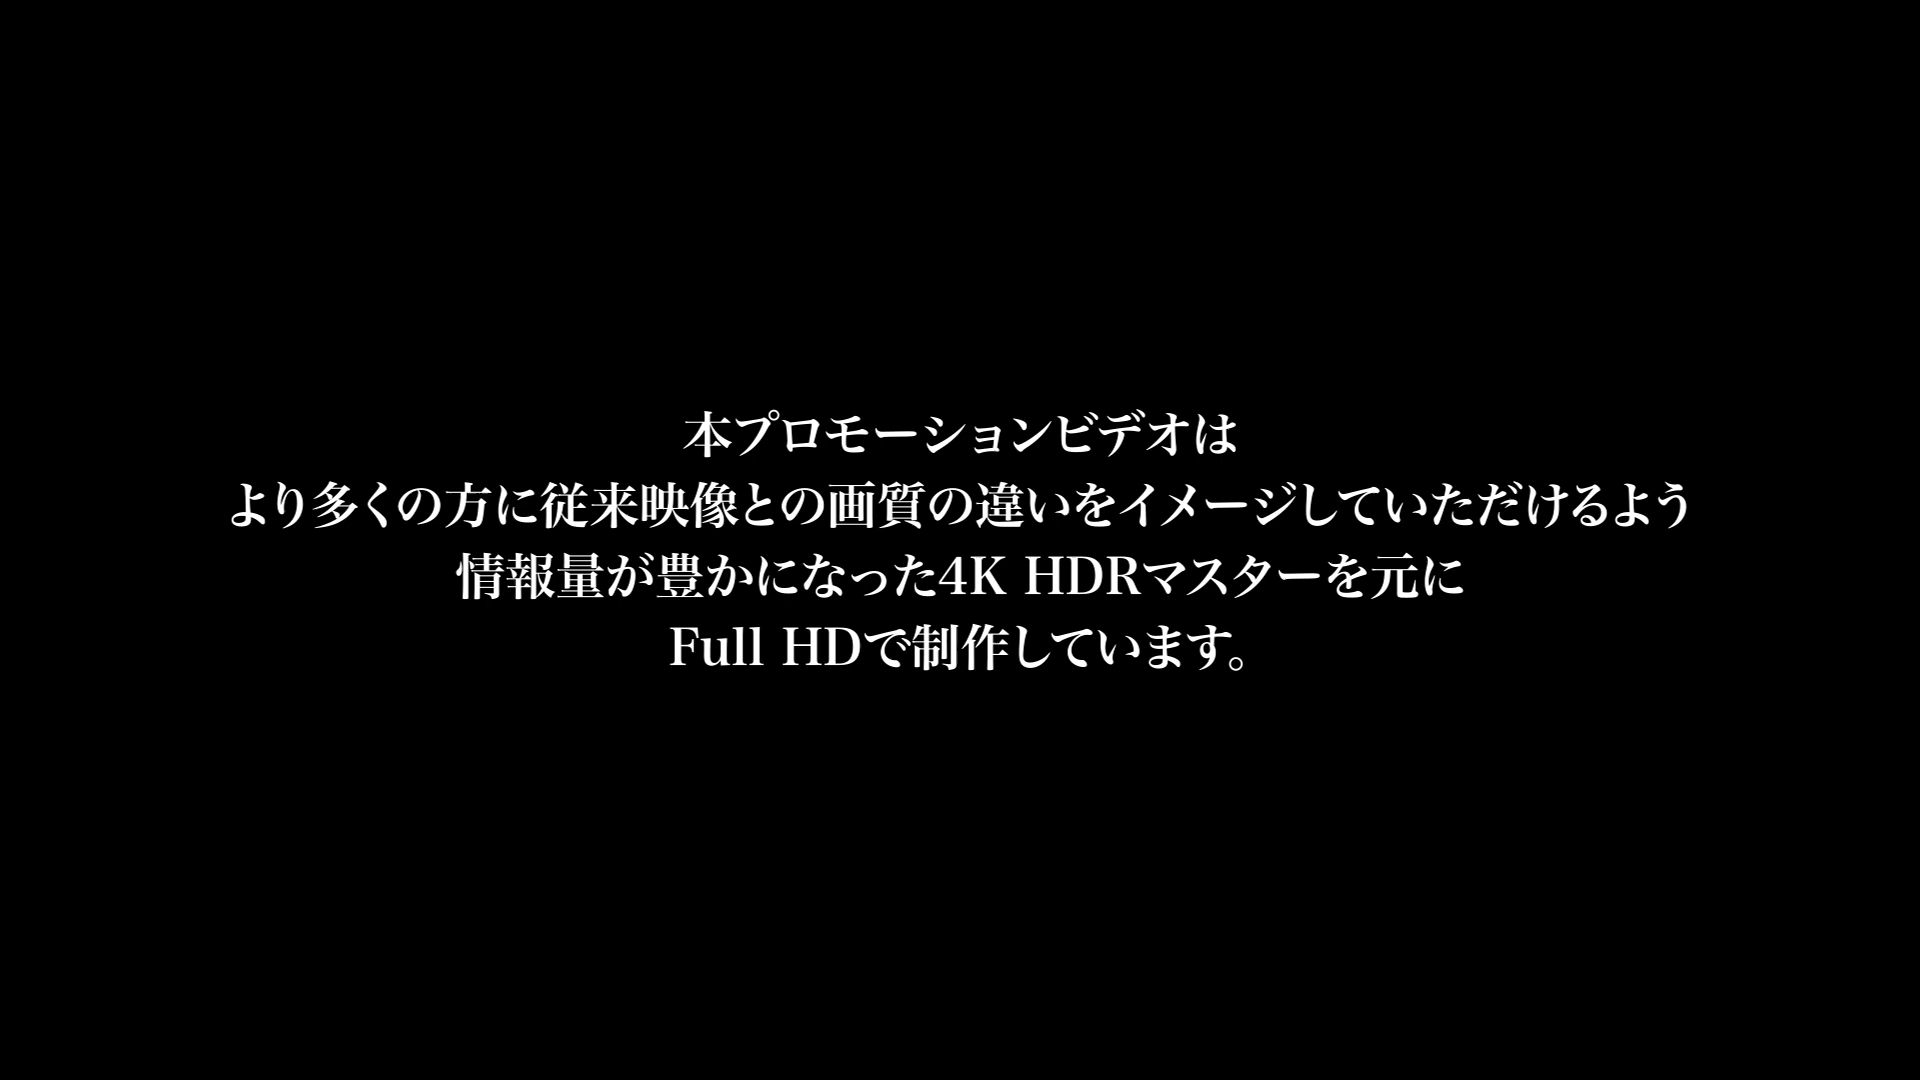 本プロモーションビデオは
より多くの方に従来映像との画質の違いをイメージしていただけるよう
情報量が豊かになった4K HDRマスターを元に
Full HDで制作しています。